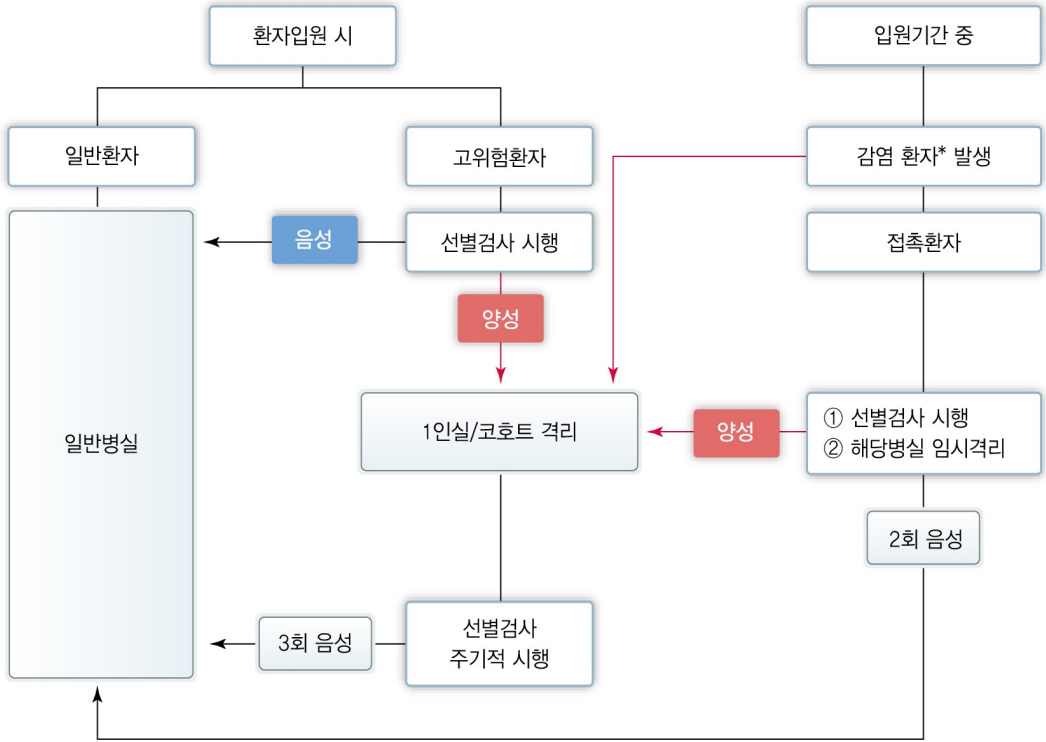 환자입원 시
입원기간 중
일반환자
고위험환자
감염 환자* 발생
음성
선별검사 시행
접촉환자
양성
일반병실
1인실/코호트 격리
양성
① 선별검사 시행
② 해당병실 임시격리
2회 음성
3회 음성
선별검사
주기적 시행